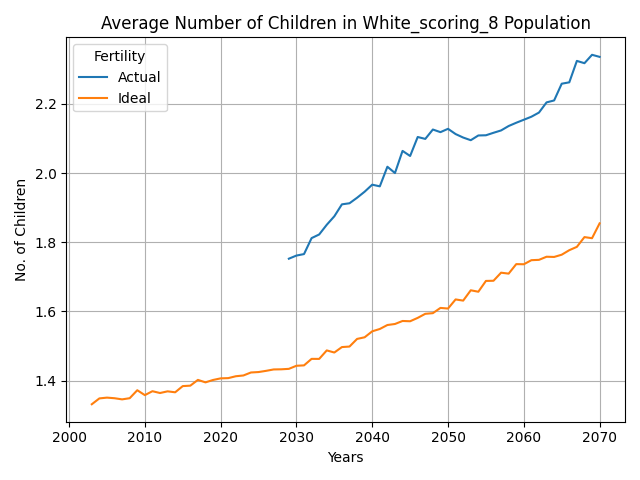 Average Number of Children in White_scoring_8 Population
Fertility
Actual
Ideal
No. of Children
2.2
2.0
1.8
1.6
1.4
2000 2010 2020 2030 2040 2050 2060 2070
Years